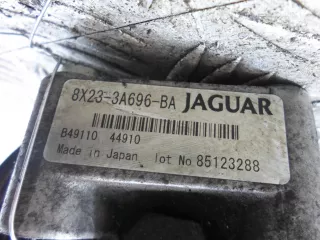 8X23-3A696-BA JAGUAR
B49110 44910
Made in Japan lot No 85123288